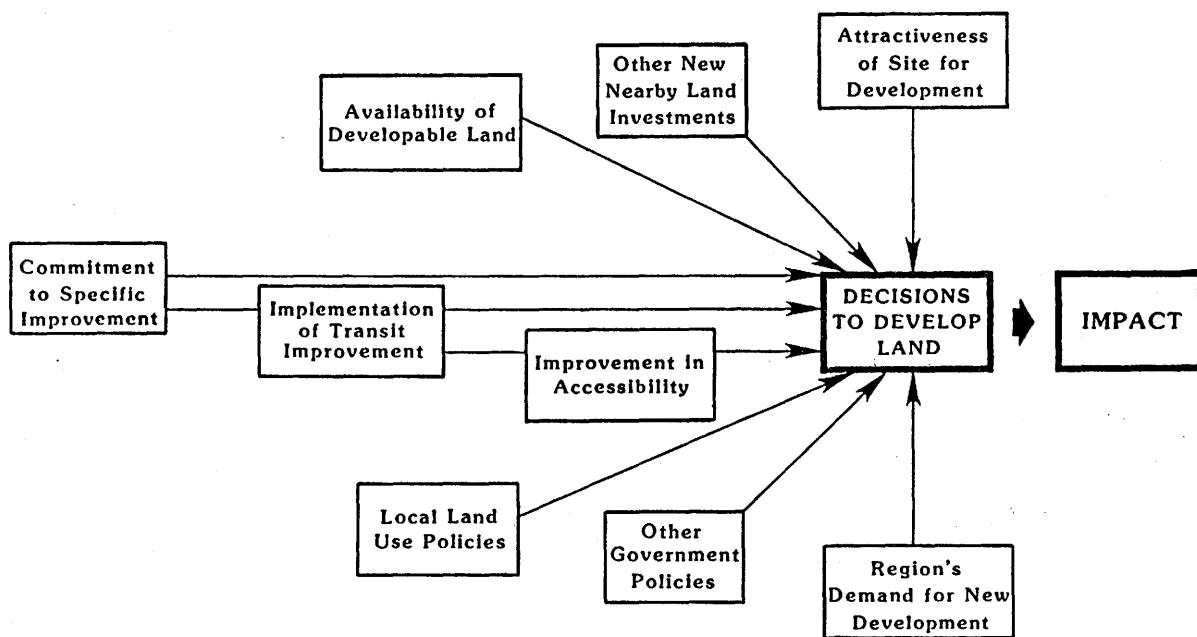 Attractiveness
of Site for
Development
Other New
Nearby Land
Investments
Availability of
Developable Land
Commitment
to Specific
Improvement
Implementation
of Transit
Improvement
Improvement in
Accessibility
DECISIONS
TO DEVELOP
LAND
IMPACT
Local Land
Use Policies
Other
Government
Policies
Region's
Demand for New
Development